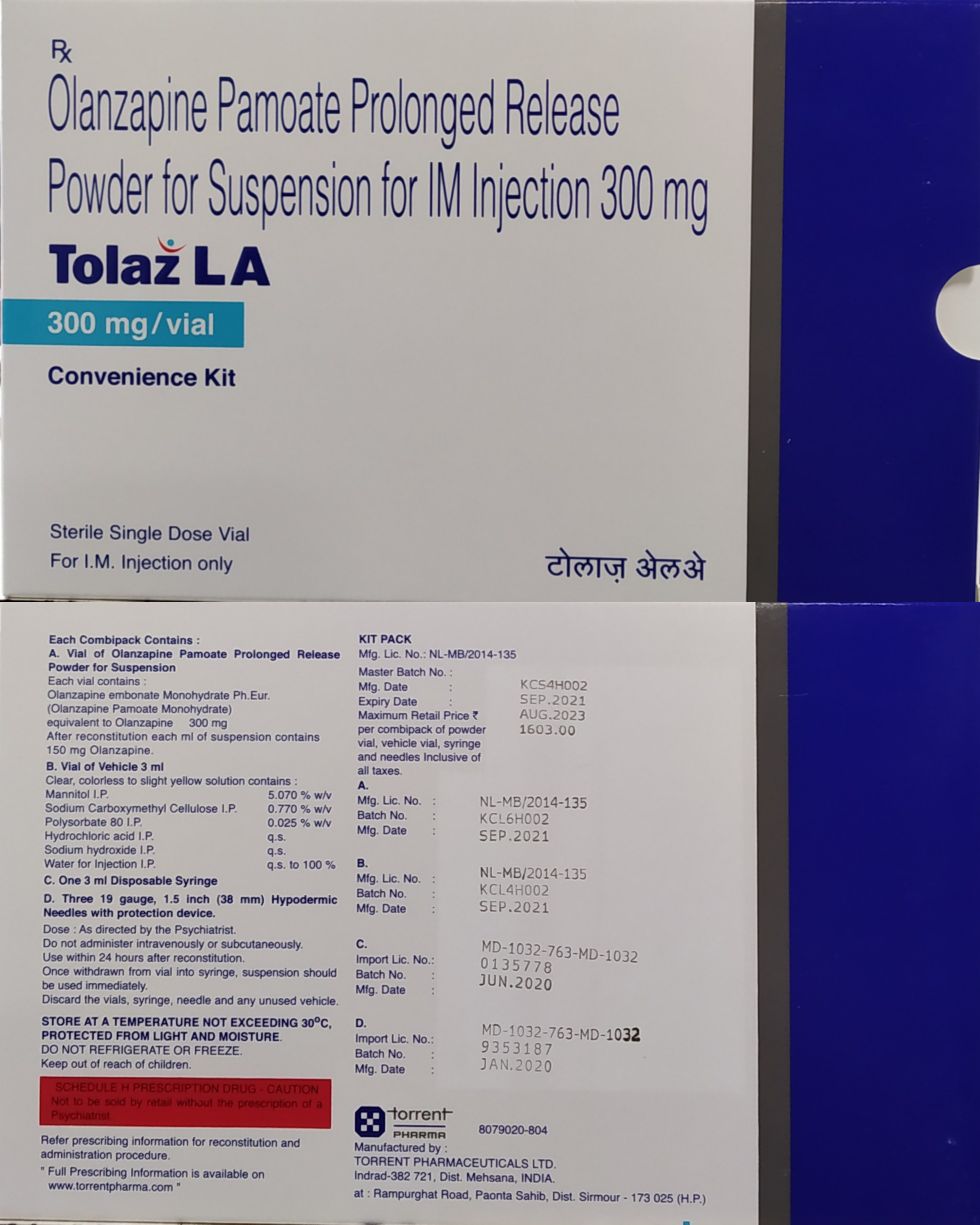 Rx
Olanzapine Pamoate Prolonged Release
Powder for Suspension for IM Injection 300 mg
Tolaz LA
300 mg/vial
Convenience Kit
Sterile Single Dose Vial
For I.M. Injection only
टोलाज़ अेलअे
Each Combipack Contains :
A. Vial of Olanzapine Pamoate Prolonged Release
Powder for Suspension
Each vial contains :
Olanzapine embonate Monohydrate Ph.Eur.
(Olanzapine Pamoate Monohydrate)
equivalent to Olanzapine 300 mg
After reconstitution each ml of suspension contains
150 mg Olanzapine.
B. Vial of Vehicle 3 ml
Clear, colorless to slight yellow solution contains :
Mannitol I.P. 5.070 % w/v
Sodium Carboxymethyl Cellulose I.P. 0.770 % w/v
Polysorbate 80 I.P. 0.025 % w/v
Hydrochloric acid I.P. q.s.
Sodium hydroxide I.P. q.s.
Water for Injection I.P. q.s. to 100 %
C. One 3 ml Disposable Syringe
D. Three 19 gauge, 1.5 inch (38 mm) Hypodermic
Needles with protection device.
Dose : As directed by the Psychiatrist.
Do not administer intravenously or subcutaneously.
Use within 24 hours after reconstitution.
Once withdrawn from vial into syringe, suspension should
be used immediately.
Discard the vials, syringe, needle and any unused vehicle.
STORE AT A TEMPERATURE NOT EXCEEDING 30°C,
PROTECTED FROM LIGHT AND MOISTURE.
DO NOT REFRIGERATE OR FREEZE.
Keep out of reach of children.
SCHEDULE H PRESCRIPTION DRUG - CAUTION
Not to be sold by retail without the prescription of a
Psychiatrist.
Refer prescribing information for reconstitution and
administration procedure.
" Full Prescribing Information is available on
www.torrentpharma.com "
KIT PACK
Mfg. Lic. No.: NL-MB/2014-135
Master Batch No. : KCS4H002
Mfg. Date : SEP.2021
Expiry Date : AUG.2023
Maximum Retail Price ₹ 1603.00
per combipack of powder
vial, vehicle vial, syringe
and needles Inclusive of
all taxes.
A.
Mfg. Lic. No. : NL-MB/2014-135
Batch No. : KCL6H002
Mfg. Date : SEP.2021
B.
Mfg. Lic. No. : NL-MB/2014-135
Batch No. : KCL4H002
Mfg. Date : SEP.2021
C.
Import Lic. No.: MD-1032-763-MD-1032
Batch No. : 0135778
Mfg. Date : JUN.2020
D.
Import Lic. No.: MD-1032-763-MD-1032
Batch No. : 9353187
Mfg. Date : JAN.2020
torrent
PHARMA
8079020-804
Manufactured by :
TORRENT PHARMACEUTICALS LTD.
Indrad-382 721, Dist. Mehsana, INDIA.
at : Rampurghat Road, Paonta Sahib, Dist. Sirmour - 173 025 (H.P.)